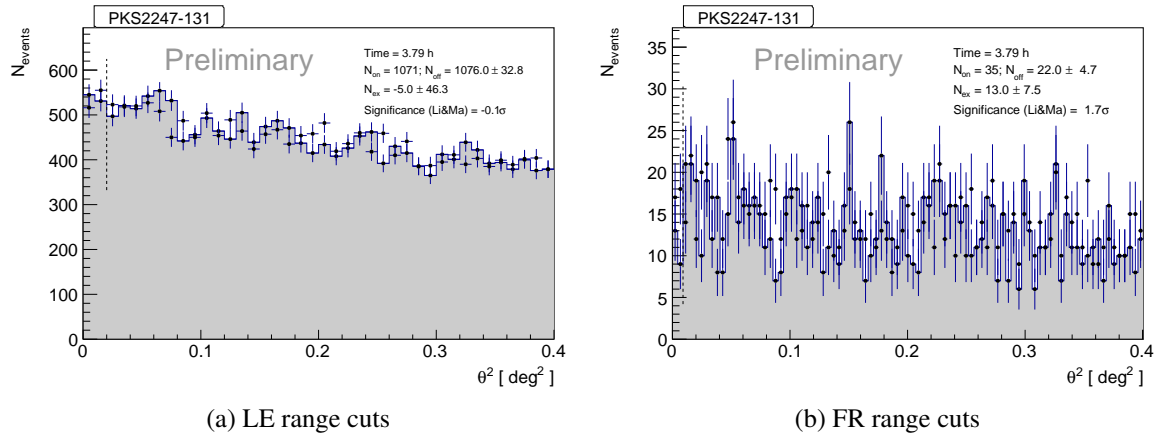 PKS2247-131
Preliminary
Time = 3.79 h
N_on = 1071; N_off = 1076.0 ± 32.8
N_ex = -5.0 ± 46.3
Significance (Li&Ma) = -0.1σ
N_events
600
500
400
300
200
100
0
0 0.1 0.2 0.3 0.4
θ² [ deg² ]
(a) LE range cuts
PKS2247-131
Preliminary
Time = 3.79 h
N_on = 35; N_off = 22.0 ± 4.7
N_ex = 13.0 ± 7.5
Significance (Li&Ma) = 1.7σ
N_events
35
30
25
20
15
10
5
0
0 0.1 0.2 0.3 0.4
θ² [ deg² ]
(b) FR range cuts